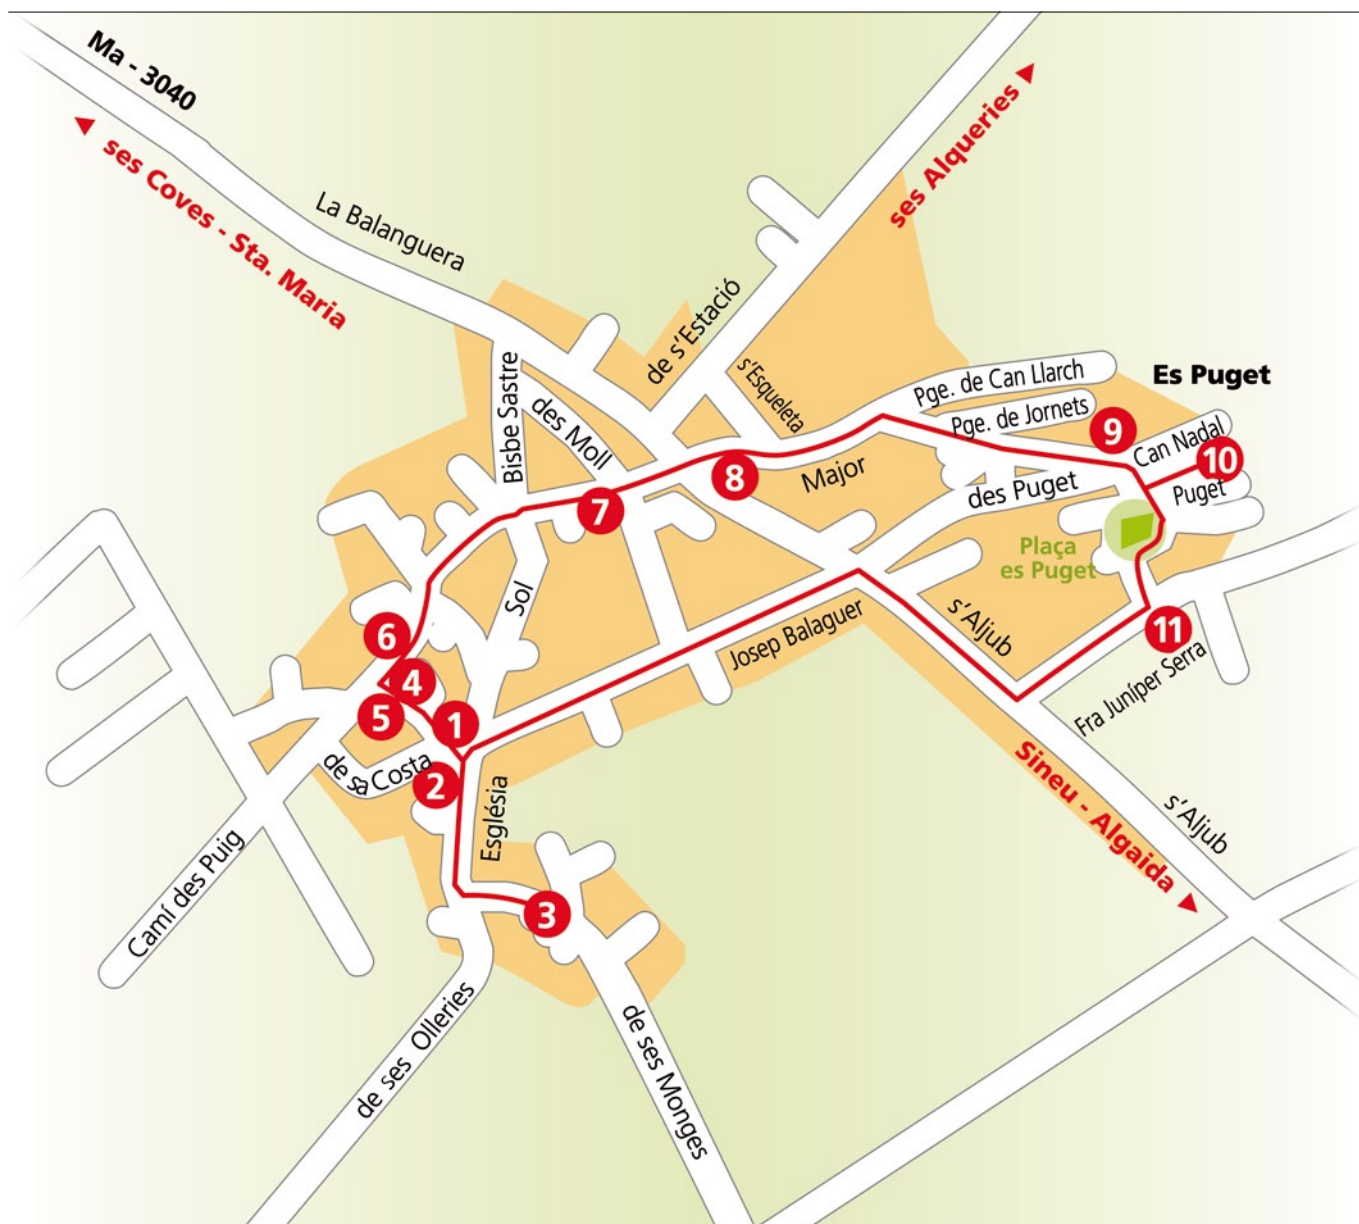 Ma - 3040
ses Coves - Sta. Maria
La Balanguera
ses Alqueries
de s'Estació
s'Esqueleta
Bisbe Sastre
des Moll
Pge. de Can Llarch
Es Puget
Pge. de Jornets
9
Can Nadal
10
Puget
8
Major
des Puget
7
Plaça
es Puget
Sol
6
s'Aljub
11
Josep Balaguer
Fra Juníper Serra
4
5
1
de sa Costa
2
Església
Sineu - Algaida
s'Aljub
Camí des Puig
3
de ses Olleries
de ses Monges